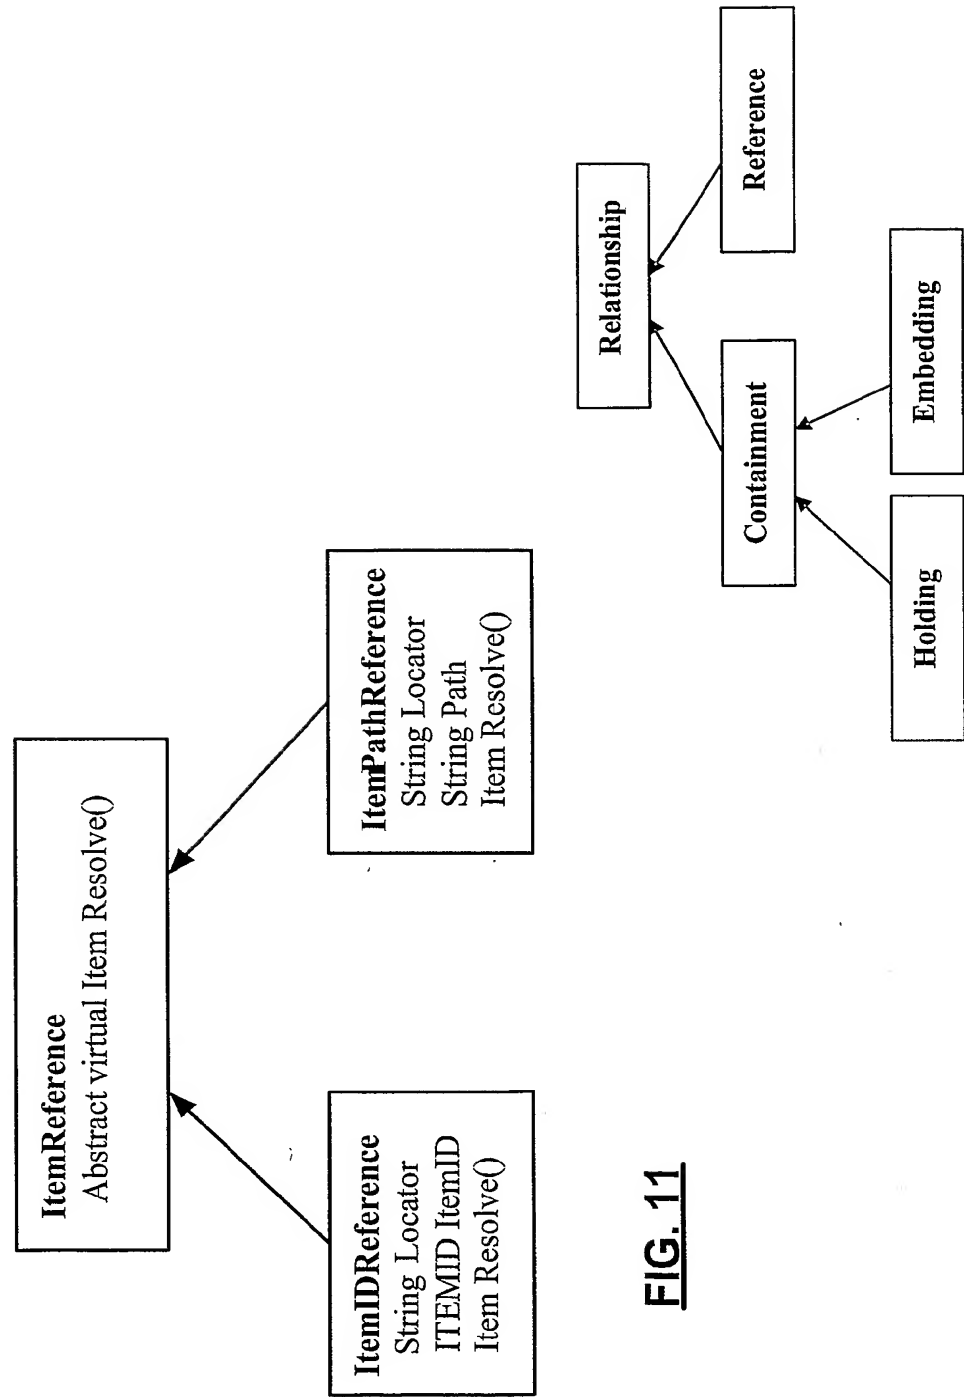 ItemReference
Abstract virtual Item Resolve()
ItemIDReference
String Locator
ITEMID ItemID
Item Resolve()
ItemPathReference
String Locator
String Path
Item Resolve()
FIG. 11
Relationship
Containment
Reference
Holding
Embedding